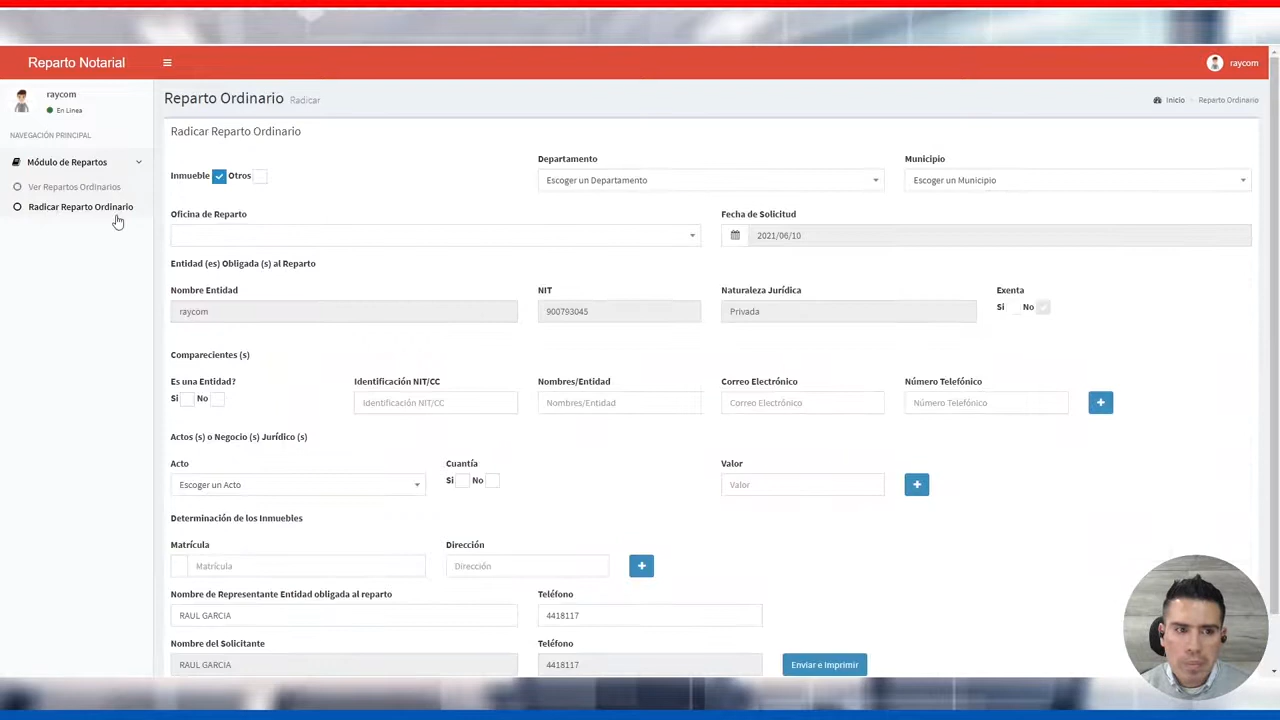 Reparto Notarial
raycom
raycom
En Linea
NAVEGACIÓN PRINCIPAL
Módulo de Repartos
Ver Repartos Ordinarios
Radicar Reparto Ordinario
Reparto Ordinario Radicar
Inicio Reparto Ordinario
Radicar Reparto Ordinario
Inmueble Otros
Departamento
Escoger un Departamento
Municipio
Escoger un Municipio
Oficina de Reparto
Fecha de Solicitud
2021/06/10
Entidad (es) Obligada (s) al Reparto
Nombre Entidad NIT Naturaleza Jurídica Exenta
raycom 900793045 Privada Si No
Comparecientes (s)
Es una Entidad? Identificación NIT/CC Nombres/Entidad Correo Electrónico Número Telefónico
Si No Identificación NIT/CC Nombres/Entidad Correo Electrónico Número Telefónico +
Actos (s) o Negocio (s) Jurídico (s)
Acto Cuantía Valor
Escoger un Acto Si No Valor +
Determinación de los Inmuebles
Matrícula Dirección
Matrícula Dirección +
Nombre de Representante Entidad obligada al reparto Teléfono
RAUL GARCIA 4418117
Nombre del Solicitante Teléfono
RAUL GARCIA 4418117 Enviar e Imprimir